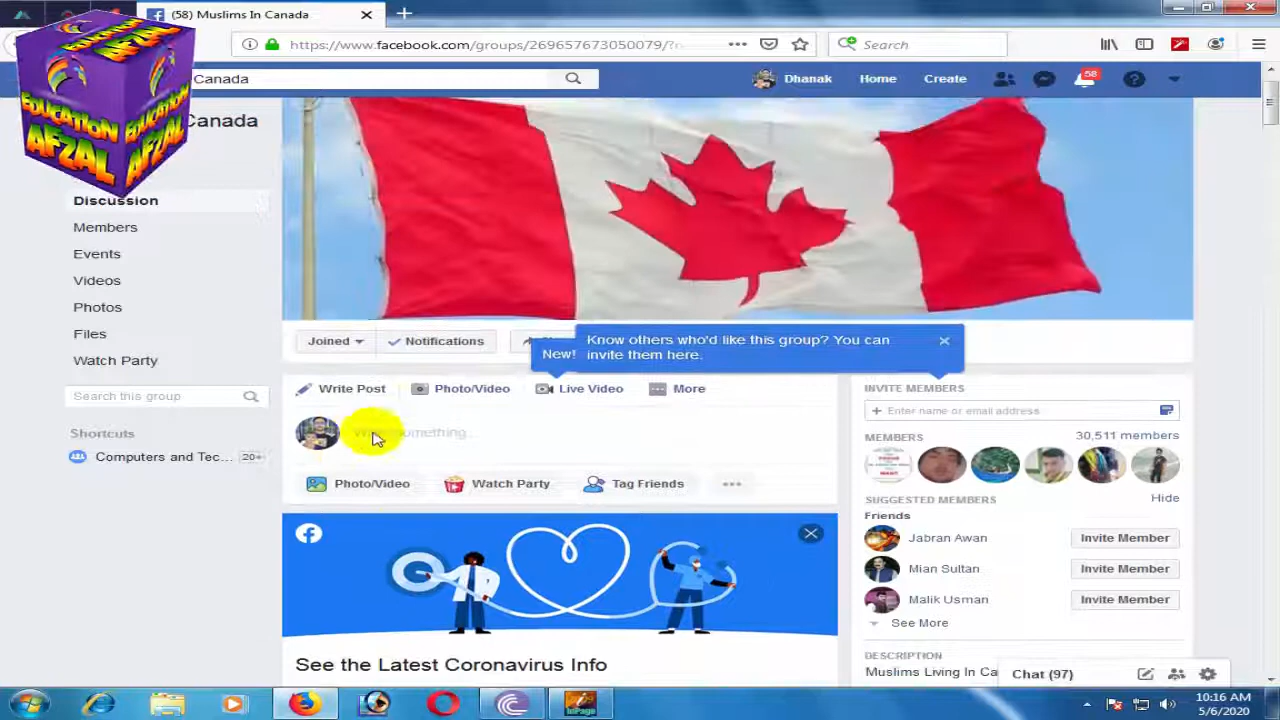 (58) Muslims In Canada
https://www.facebook.com/groups/269657673050079/?
Search
Canada
Dhanak
Home
Create
58
EDUCATION
AFZAL
EDUCATION
AFZAL
Canada
Discussion
Members
Events
Videos
Photos
Files
Watch Party
Search this group
Shortcuts
Computers and Tec... 20+
Joined
Notifications
New!
Know others who'd like this group? You can
invite them here.
Write Post
Photo/Video
Live Video
More
Photo/Video
Watch Party
Tag Friends
See the Latest Coronavirus Info
INVITE MEMBERS
+ Enter name or email address
MEMBERS
30,511 members
SUGGESTED MEMBERS
Hide
Friends
Jabran Awan
Invite Member
Mian Sultan
Invite Member
Malik Usman
Invite Member
See More
DESCRIPTION
Muslims Living In Ca
Chat (97)
InPage
10:16 AM
5/6/2020